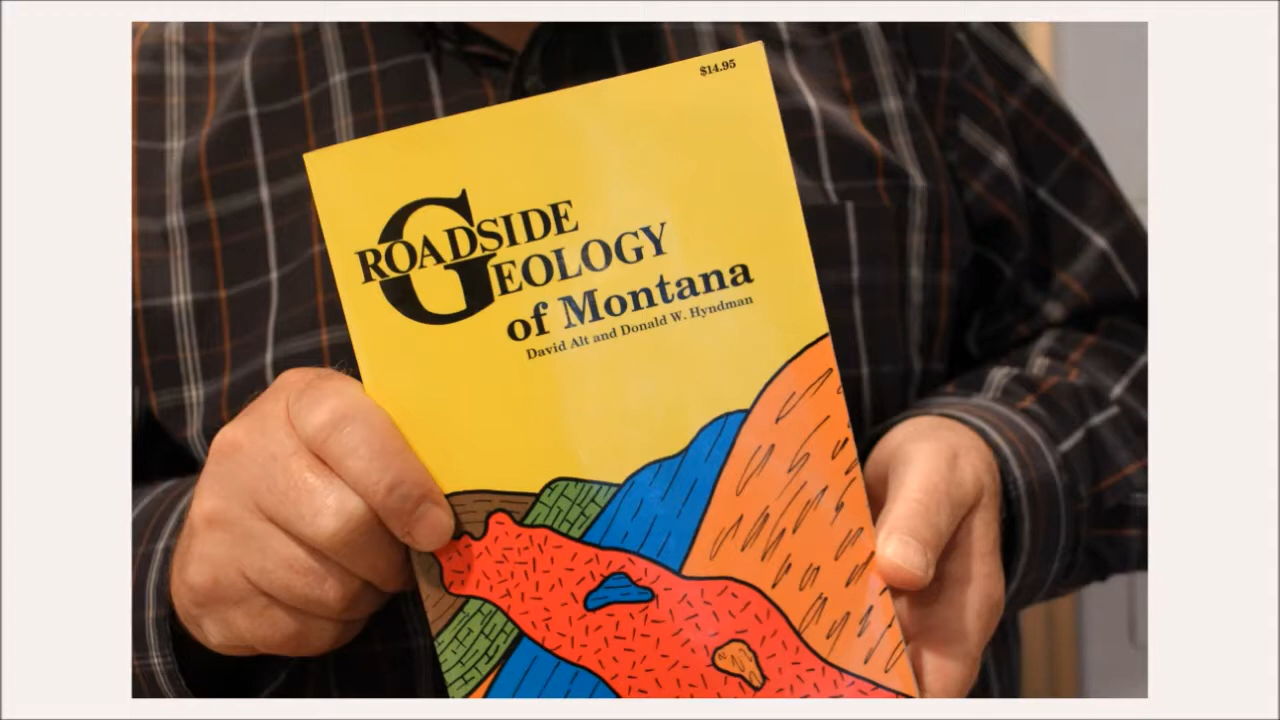 $14.95
ROADSIDE
GEOLOGY
of Montana
David Alt and Donald W. Hyndman